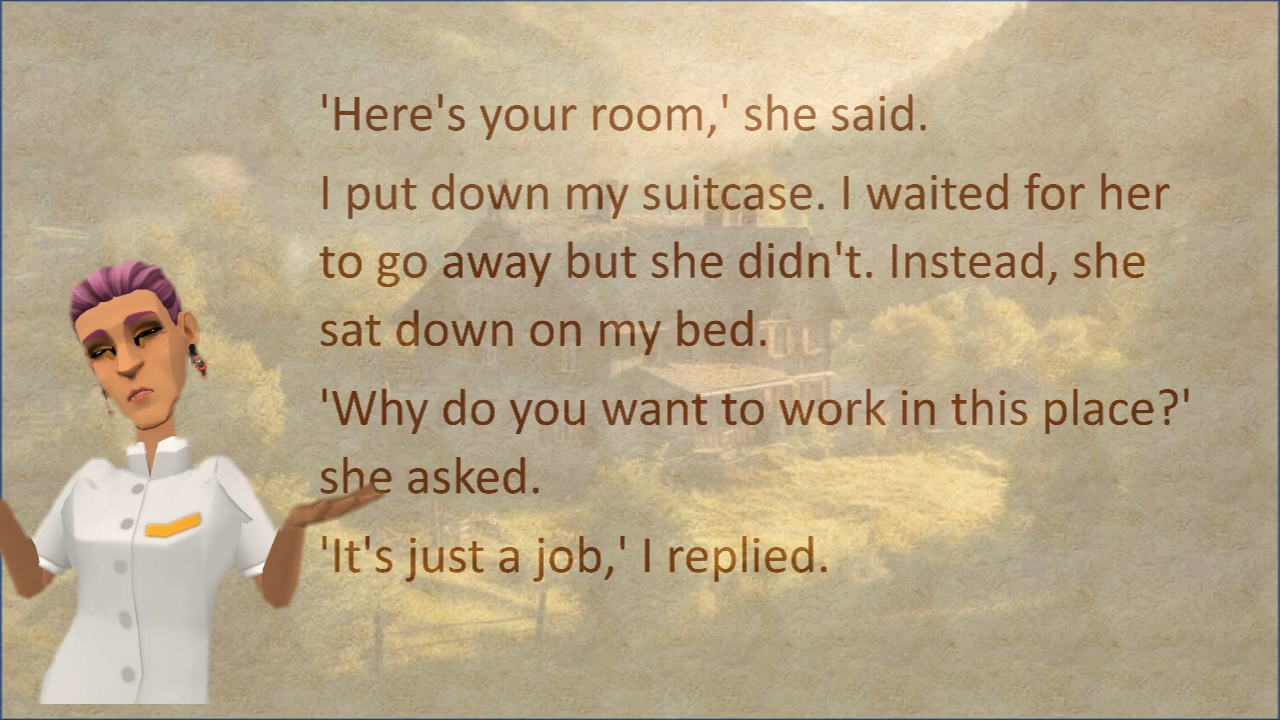 'Here's your room,' she said.
I put down my suitcase. I waited for her
to go away but she didn't. Instead, she
sat down on my bed.
'Why do you want to work in this place?'
she asked.
'It's just a job,' I replied.